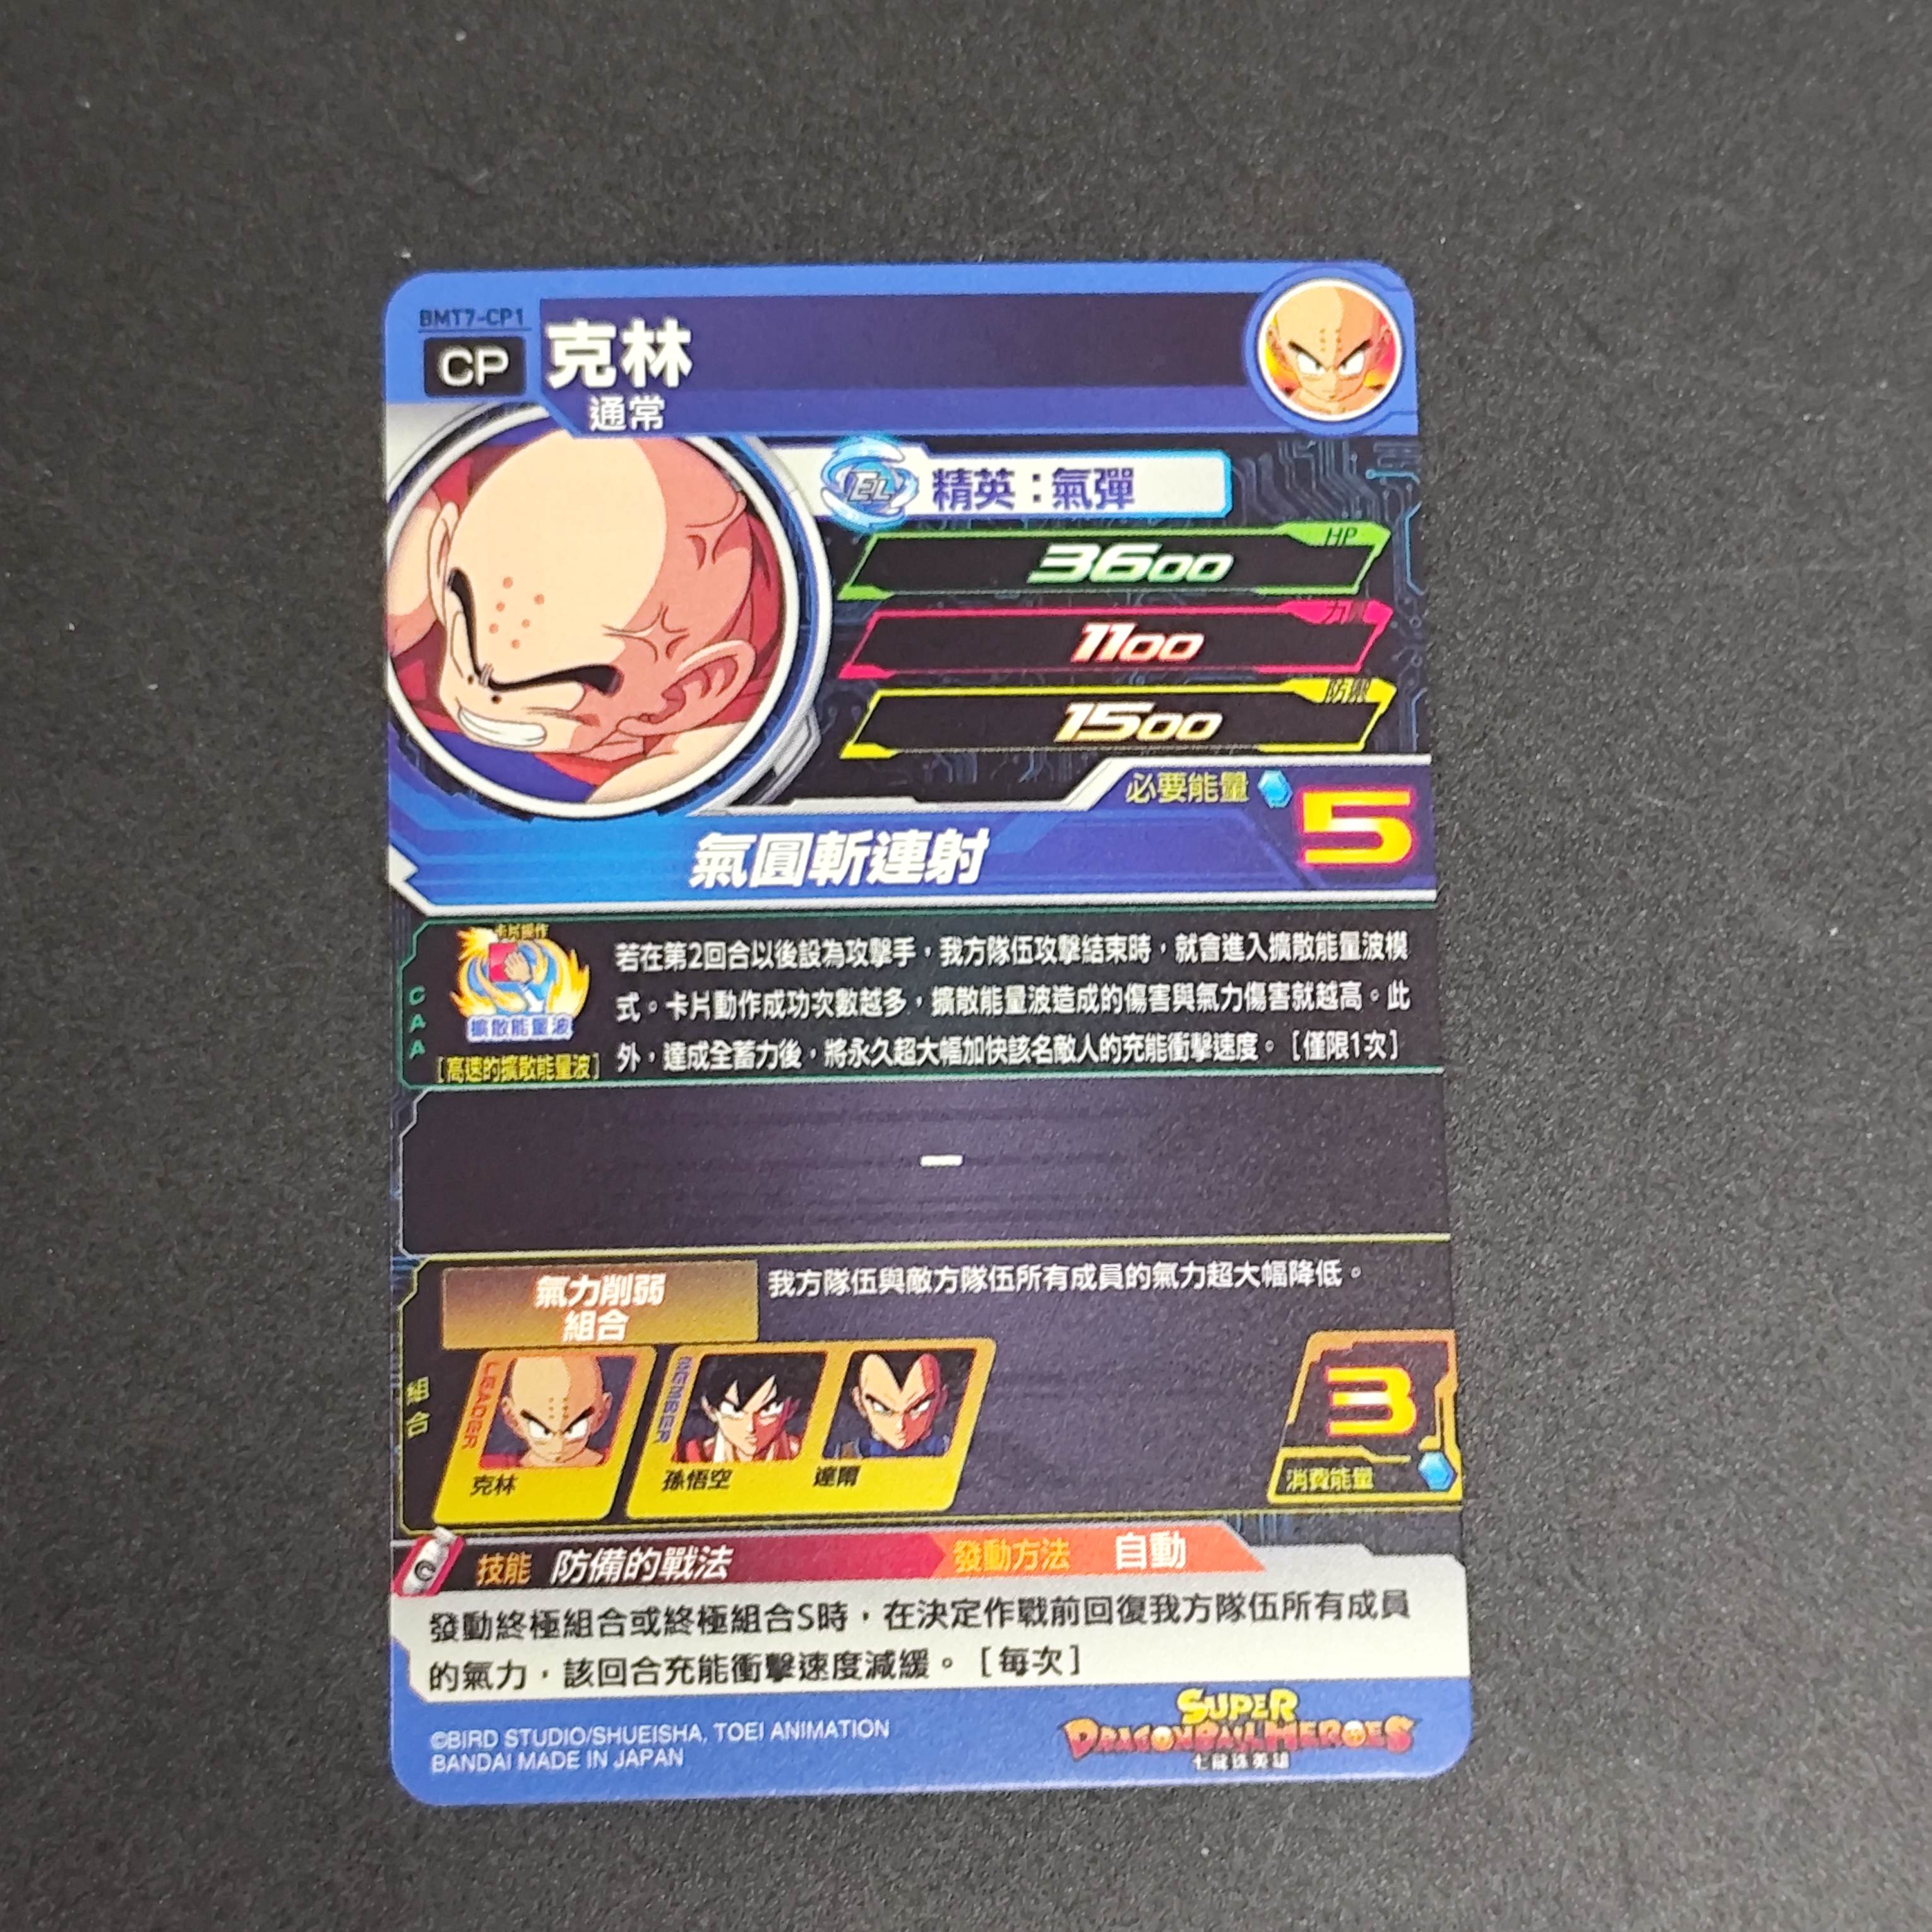 BMT7-CP1
CP
克林
通常
EL
精英：氣彈
HP
3600
力量
1100
防禦
1500
必要能量
5
氣圓斬連射
CAA
卡片操作
擴散能量波
[高速的擴散能量波]
若在第2回合以後設為攻擊手，我方隊伍攻擊結束時，就會進入擴散能量波模
式。卡片動作成功次數越多，擴散能量波造成的傷害與氣力傷害就越高。此
外，達成全蓄力後，將永久超大幅加快該名敵人的充能衝擊速度。[僅限1次]
—
氣力削弱
組合
我方隊伍與敵方隊伍所有成員的氣力超大幅降低。
組合
LEADER
克林
MEMBER
孫悟空
達爾
3
消費能量
C
技能
防備的戰法
發動方法
自動
發動終極組合或終極組合S時，在決定作戰前回復我方隊伍所有成員
的氣力，該回合充能衝擊速度減緩。[每次]
©BIRD STUDIO/SHUEISHA, TOEI ANIMATION
BANDAI MADE IN JAPAN
SUPER
DRAGONBALL HEROES
七龍珠英雄